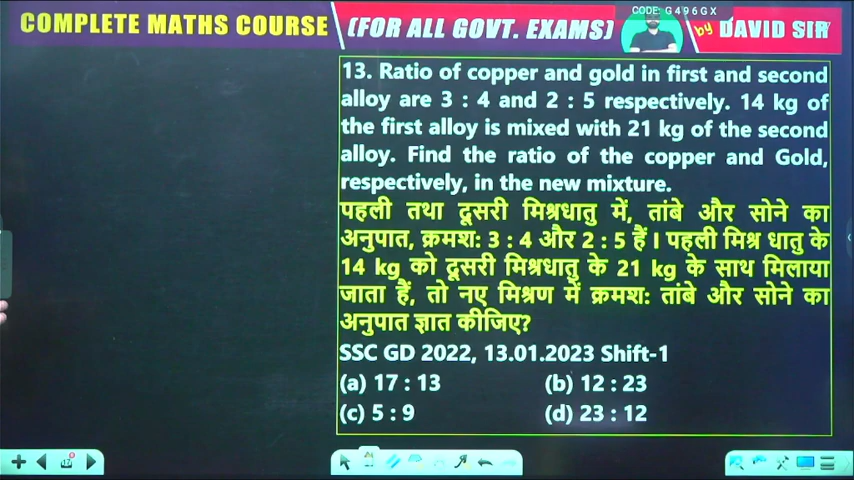 CODE: G496GX
COMPLETE MATHS COURSE (FOR ALL GOVT. EXAMS) by DAVID SIR
13. Ratio of copper and gold in first and second
alloy are 3 : 4 and 2 : 5 respectively. 14 kg of
the first alloy is mixed with 21 kg of the second
alloy. Find the ratio of the copper and Gold,
respectively, in the new mixture.
पहली तथा दूसरी मिश्रधातु में, तांबे और सोने का
अनुपात, क्रमश: 3 : 4 और 2 : 5 हैं । पहली मिश्र धातु के
14 kg को दूसरी मिश्रधातु के 21 kg के साथ मिलाया
जाता हैं, तो नए मिश्रण में क्रमश: तांबे और सोने का
अनुपात ज्ञात कीजिए?
SSC GD 2022, 13.01.2023 Shift-1
(a) 17 : 13 (b) 12 : 23
(c) 5 : 9 (d) 23 : 12